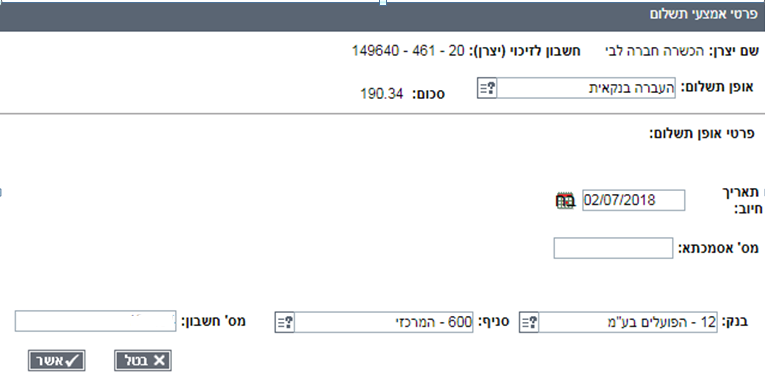 פרטי אמצעי תשלום
שם יצרן: הכשרה חברה לבי חשבון לזיכוי (יצרן): 20 - 461 - 149640
אופן תשלום: העברה בנקאית סכום: 190.34
פרטי אופן תשלום:
תאריך
חיוב: 02/07/2018
מס' אסמכתא:
בנק: 12 - הפועלים בע"מ סניף: 600 - המרכזי מס' חשבון:
אשר בטל